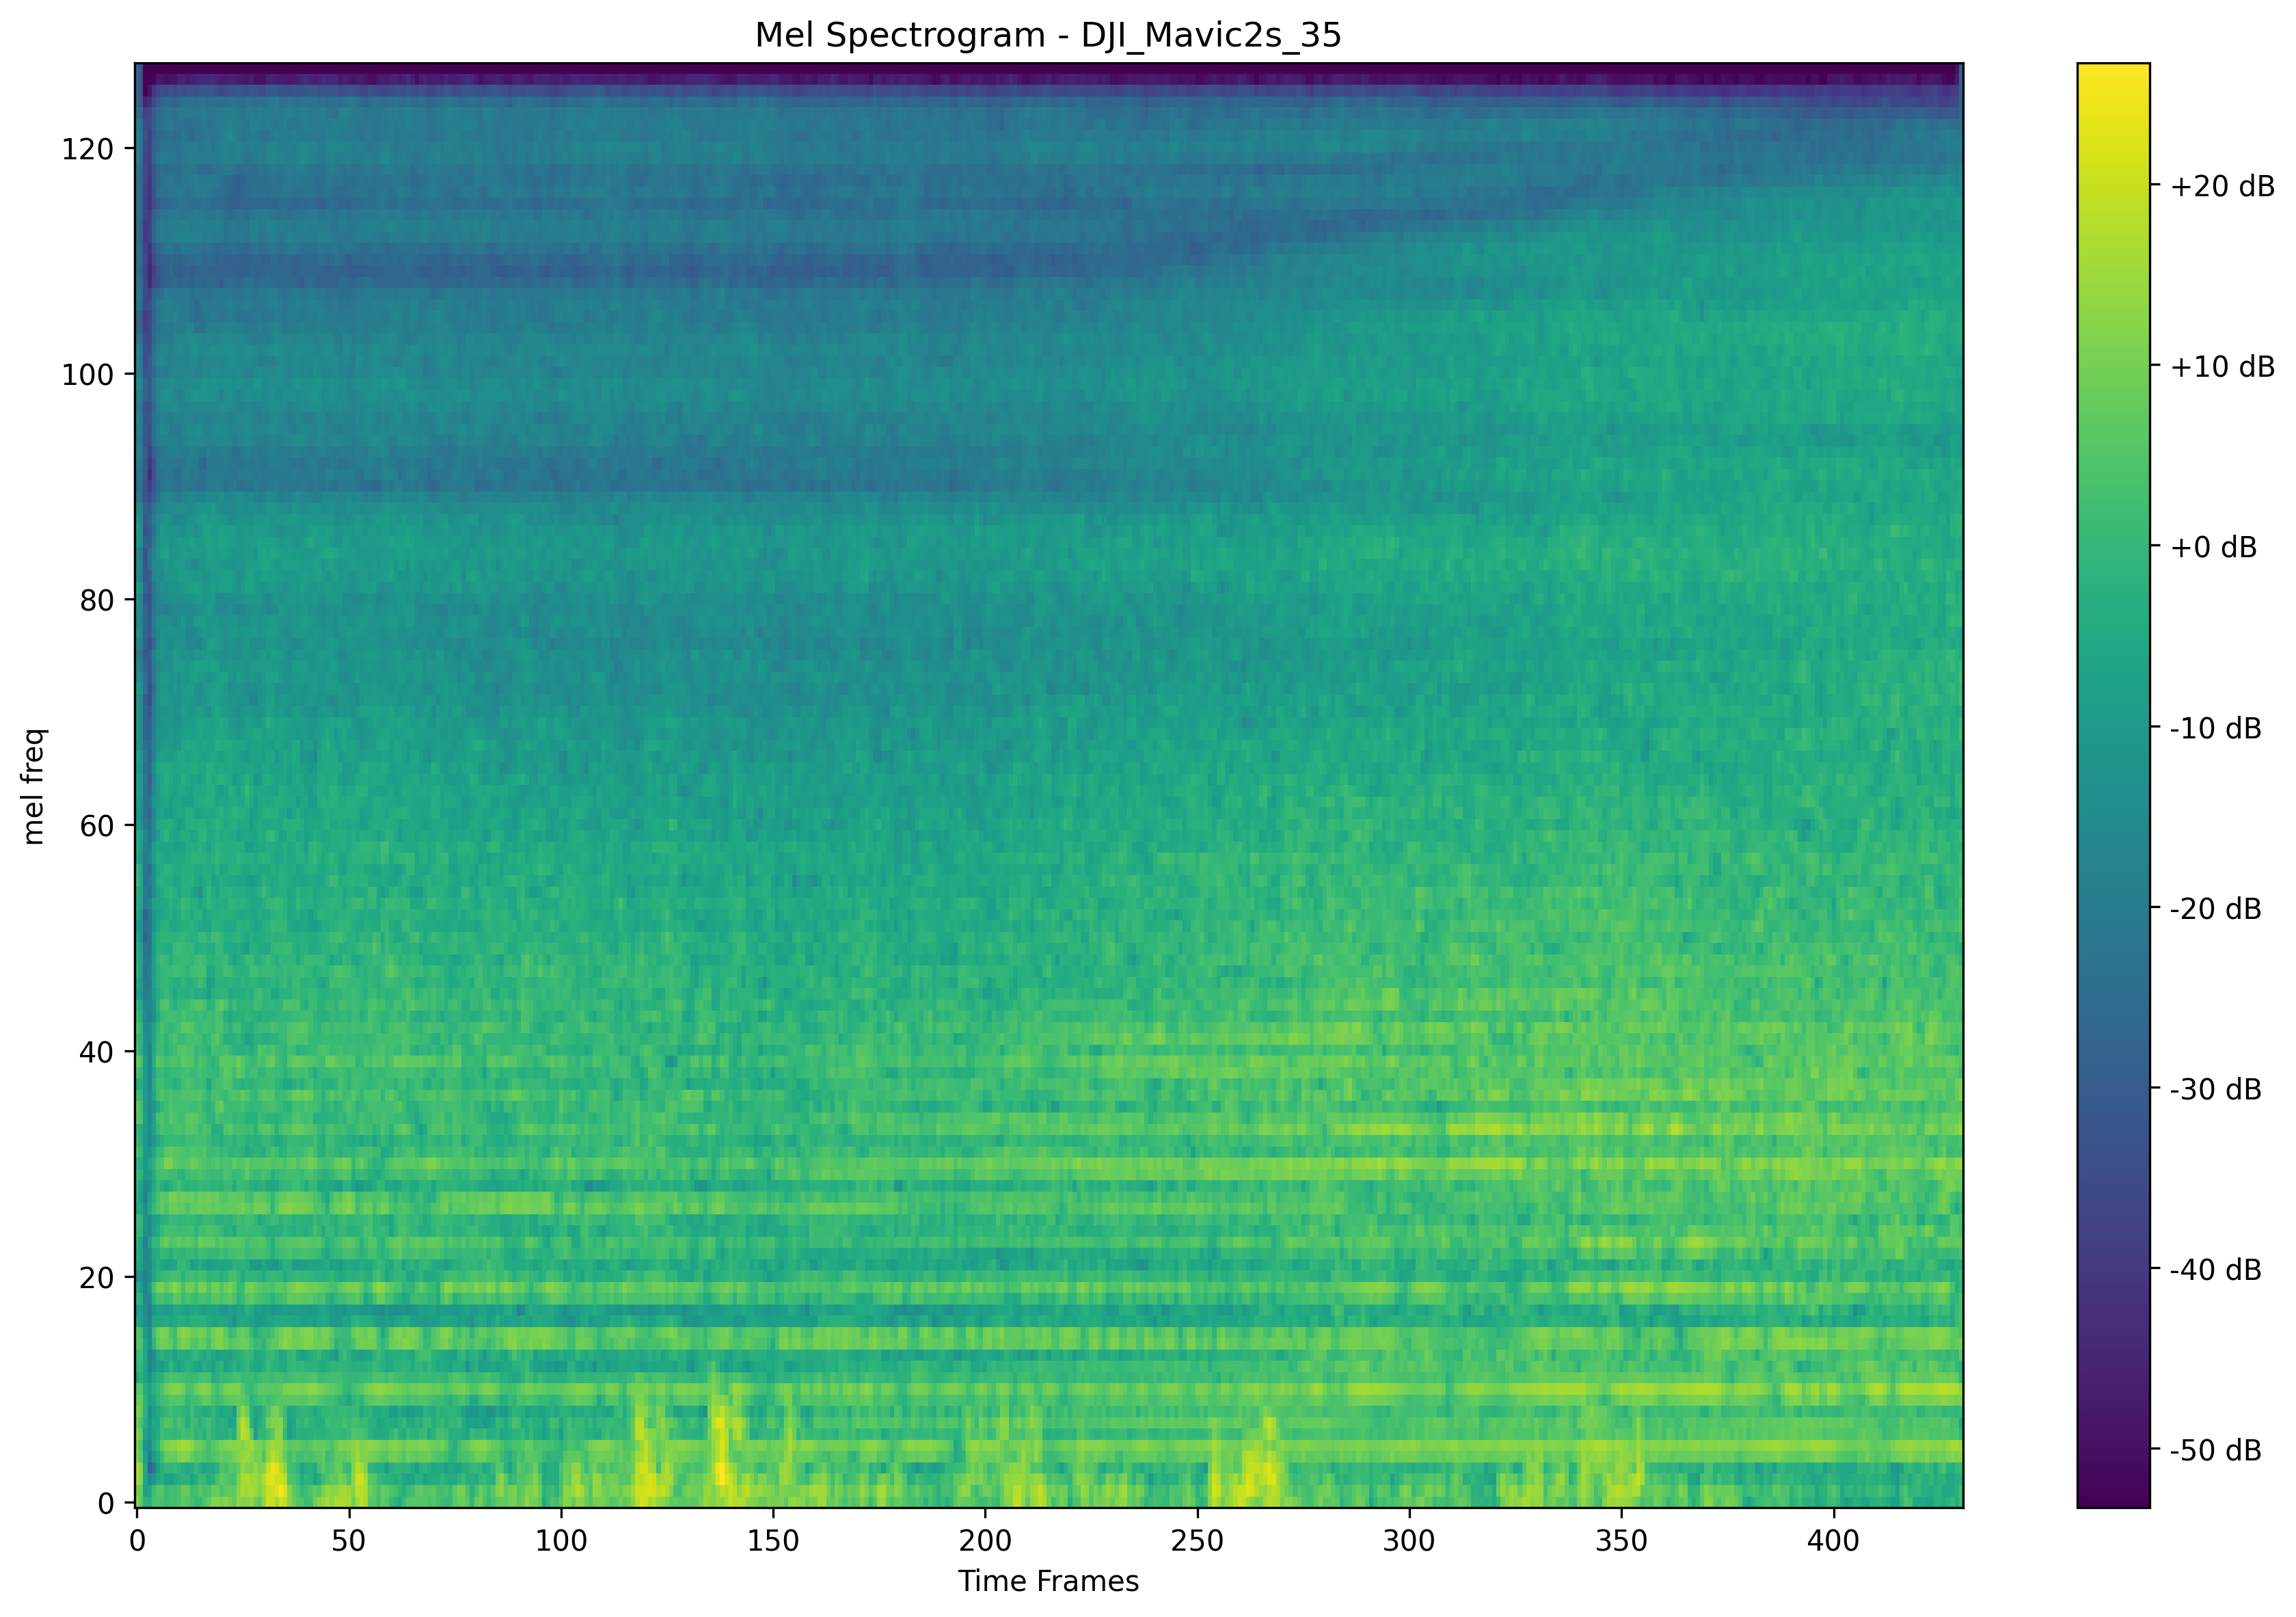 Mel Spectrogram - DJI_Mavic2s_35
mel freq
120
100
80
60
40
20
0
0 50 100 150 200 250 300 350 400
Time Frames
+20 dB
+10 dB
+0 dB
-10 dB
-20 dB
-30 dB
-40 dB
-50 dB